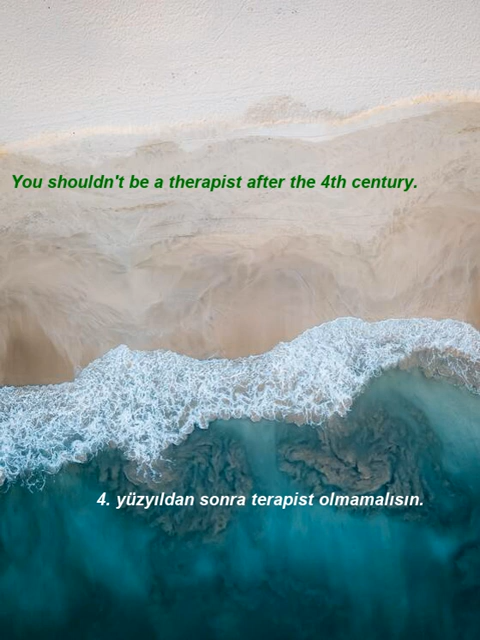 You shouldn't be a therapist after the 4th century.
4. yüzyıldan sonra terapist olmamalısın.